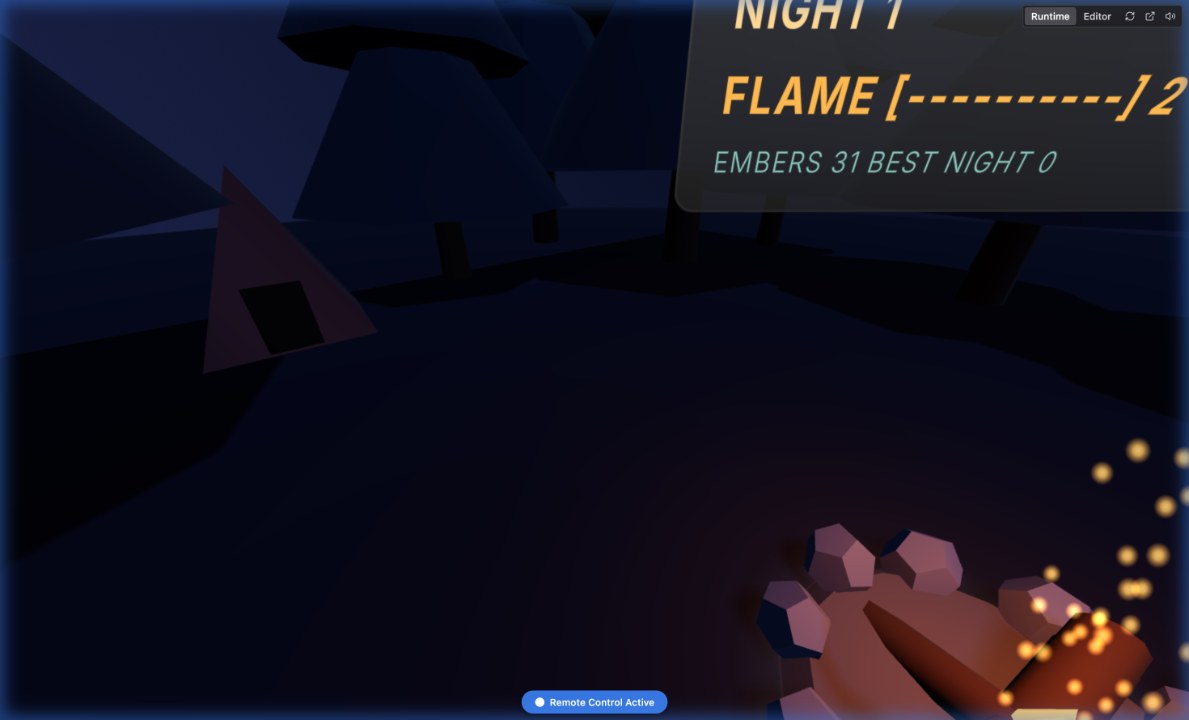 Runtime Editor
NIGHT 1
FLAME [----------] 2
EMBERS 31 BEST NIGHT 0
Remote Control Active